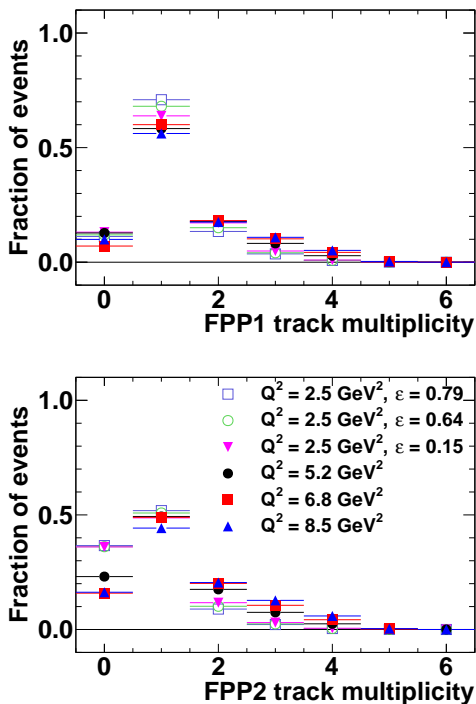 Fraction of events
1.0
0.5
0.0
0 2 4 6
FPP1 track multiplicity
Fraction of events
1.0
0.5
0.0
Q² = 2.5 GeV², ε = 0.79
Q² = 2.5 GeV², ε = 0.64
Q² = 2.5 GeV², ε = 0.15
Q² = 5.2 GeV²
Q² = 6.8 GeV²
Q² = 8.5 GeV²
0 2 4 6
FPP2 track multiplicity